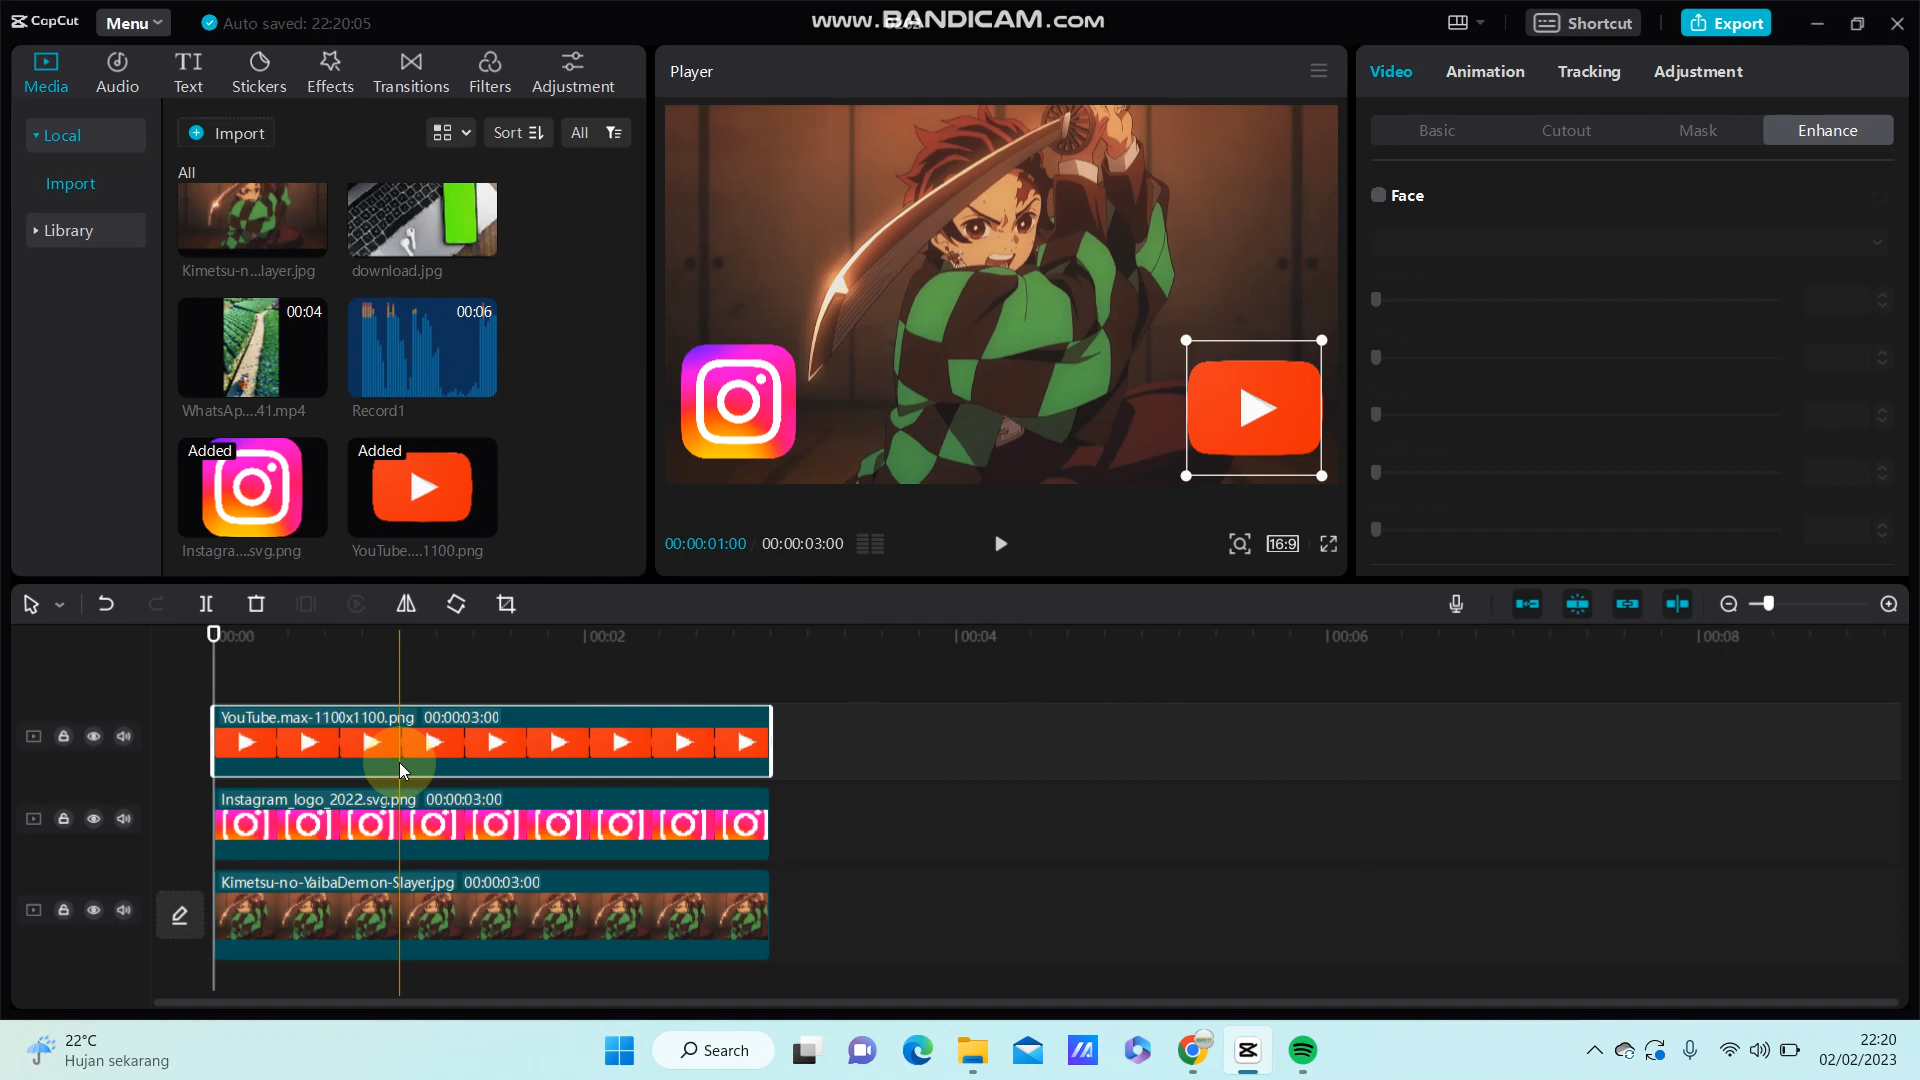 CapCut
Menu
Auto saved: 22:20:05
www.BANDICAM.com
Shortcut
Export
Media
Audio
Text
Stickers
Effects
Transitions
Filters
Adjustment
Local
Import
Library
Import
Sort
All
All
Kimetsu-n...layer.jpg
download.jpg
00:04
00:06
WhatsAp....41.mp4
Record1
Added
Added
Instagra....svg.png
YouTube....1100.png
Player
00:00:01:00
00:00:03:00
16:9
Video
Animation
Tracking
Adjustment
Basic
Cutout
Mask
Enhance
Face
00:00
00:02
00:04
00:06
00:08
YouTube.max-1100x1100.png 00:00:03:00
Instagram_logo_2022.svg.png 00:00:03:00
Kimetsu-no-YaibaDemon-Slayer.jpg 00:00:03:00
22°C
Hujan sekarang
Search
22:20
02/02/2023